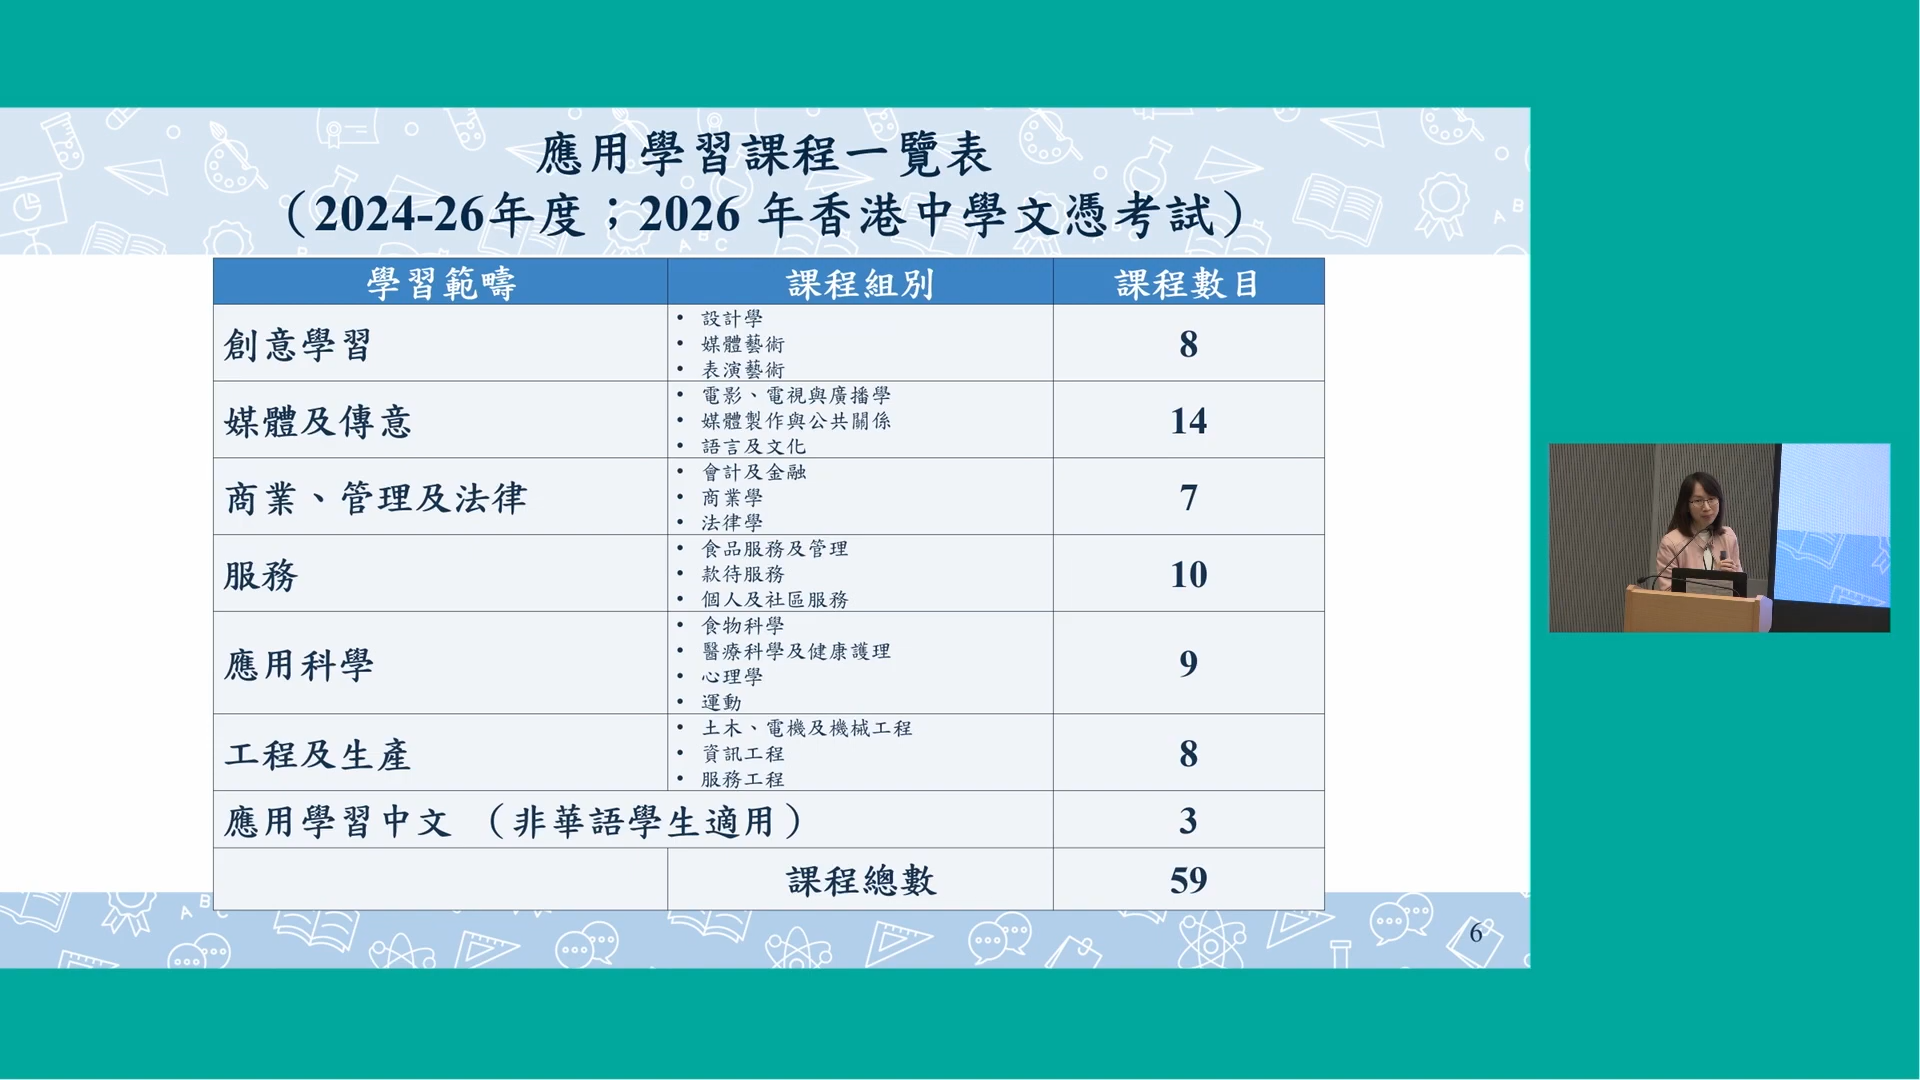 應用學習課程一覽表
（2024-26年度；2026 年香港中學文憑考試）
學習範疇 課程組別 課程數目
創意學習
• 設計學
• 媒體藝術
• 表演藝術
8
媒體及傳意
• 電影、電視與廣播學
• 媒體製作與公共關係
• 語言及文化
14
商業、管理及法律
• 會計及金融
• 商業學
• 法律學
7
服務
• 食品服務及管理
• 款待服務
• 個人及社區服務
10
應用科學
• 食物科學
• 醫療科學及健康護理
• 心理學
• 運動
9
工程及生產
• 土木、電機及機械工程
• 資訊工程
• 服務工程
8
應用學習中文 （非華語學生適用） 3
課程總數 59
6